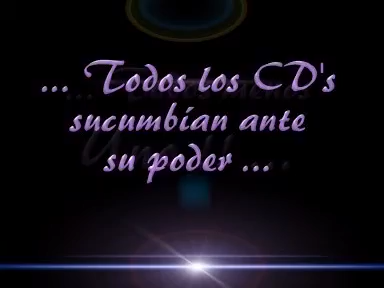 ... Todos los CD's
sucumbían ante
su poder ...